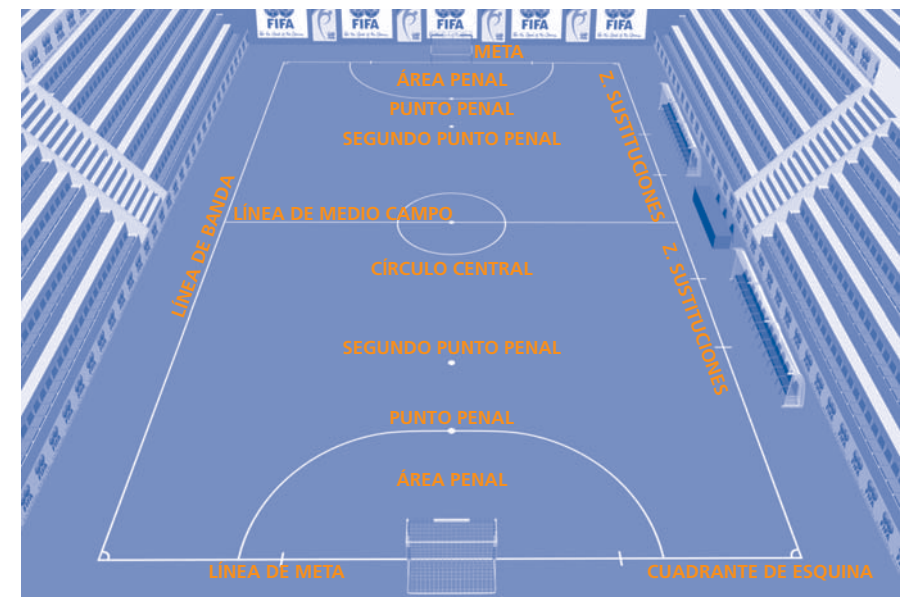 FIFA FIFA FIFA FIFA FIFA
META
ÁREA PENAL
PUNTO PENAL
SEGUNDO PUNTO PENAL
Z. SUSTITUCIONES
LÍNEA DE BANDA
LÍNEA DE MEDIO CAMPO
CÍRCULO CENTRAL
Z. SUSTITUCIONES
SEGUNDO PUNTO PENAL
PUNTO PENAL
ÁREA PENAL
LÍNEA DE META
CUADRANTE DE ESQUINA